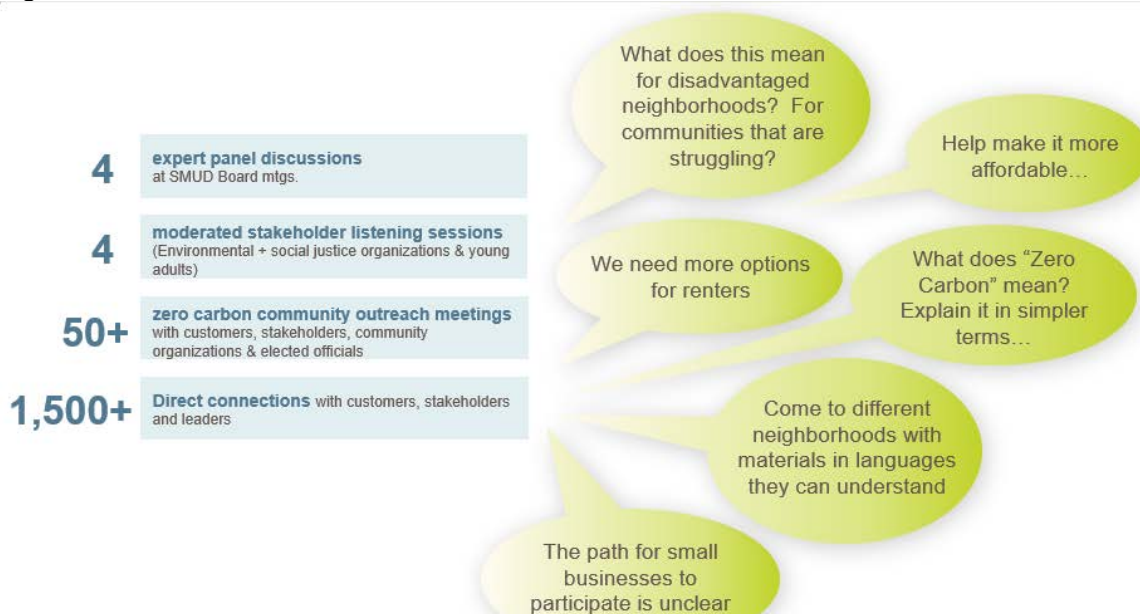 4
expert panel discussions
at SMUD Board mtgs.
4
moderated stakeholder listening sessions
(Environmental + social justice organizations & young
adults)
50+
zero carbon community outreach meetings
with customers, stakeholders, community
organizations & elected officials
1,500+
Direct connections with customers, stakeholders
and leaders
What does this mean
for disadvantaged
neighborhoods? For
communities that are
struggling?
Help make it more
affordable…
We need more options
for renters
What does “Zero
Carbon” mean?
Explain it in simpler
terms…
Come to different
neighborhoods with
materials in languages
they can understand
The path for small
businesses to
participate is unclear